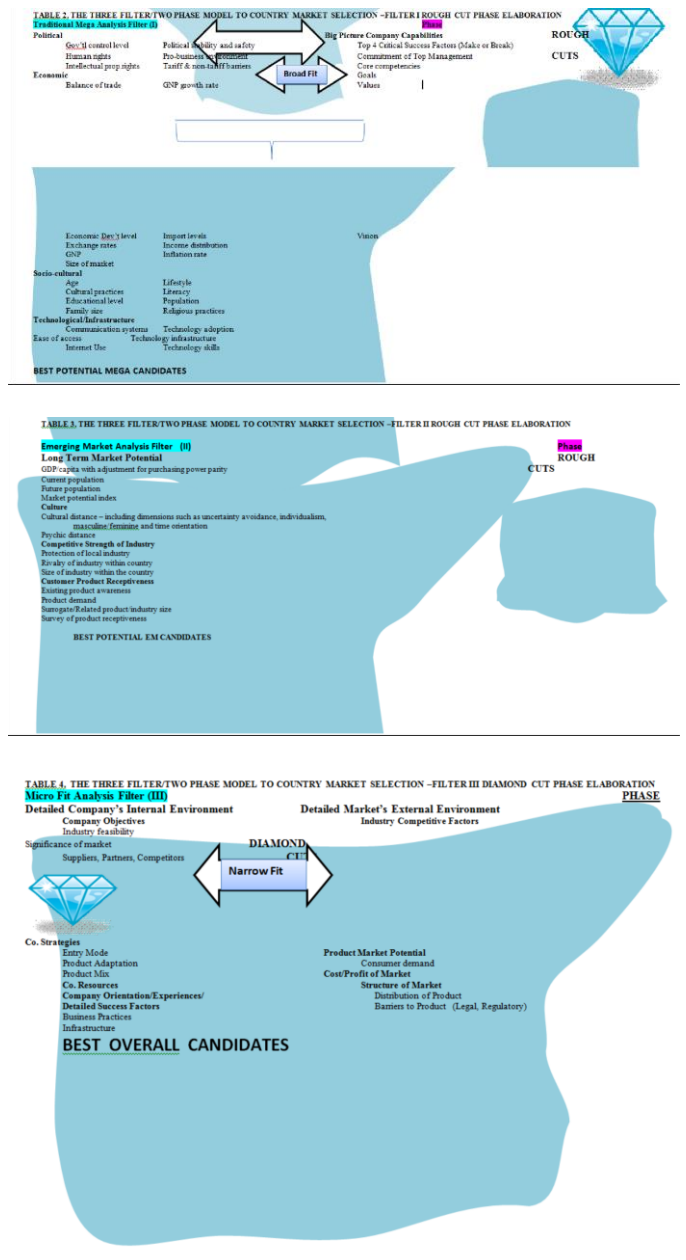 TABLE 2, THE THREE FILTER/TWO PHASE MODEL TO COUNTRY MARKET SELECTION –FILTER I ROUGH CUT PHASE ELABORATION
Traditional Mega Analysis Filter (I) Phase
Political Big Picture Company Capabilities ROUGH
Gov'tl control level Political stability and safety Top 4 Critical Success Factors (Make or Break)
Human rights Pro-business environment Commitment of Top Management CUTS
Intellectual prop.rights Tariff & non-tariff barriers Core competencies
Broad Fit
Economic Goals
Balance of trade GNP growth rate Values
Economic Dev't level Import levels Vision
Exchange rates Income distribution
GNP Inflation rate
Size of market
Socio-cultural
Age Lifestyle
Cultural practices Literacy
Educational level Population
Family size Religious practices
Technological/Infrastructure
Communication systems Technology adoption
Ease of access Technology infrastructure
Internet Use Technology skills
BEST POTENTIAL MEGA CANDIDATES
TABLE 3, THE THREE FILTER/TWO PHASE MODEL TO COUNTRY MARKET SELECTION –FILTER II ROUGH CUT PHASE ELABORATION
Emerging Market Analysis Filter (II) Phase
Long Term Market Potential ROUGH
GDP/capita with adjustment for purchasing power parity CUTS
Current population
Future population
Market potential index
Culture
Cultural distance – including dimensions such as uncertainty avoidance, individualism,
masculine/feminine and time orientation
Psychic distance
Competitive Strength of Industry
Protection of local industry
Rivalry of industry within country
Size of industry within the country
Customer Product Receptiveness
Existing product awareness
Product demand
Surrogate/Related product/industry size
Survey of product receptiveness
BEST POTENTIAL EM CANDIDATES
TABLE 4, THE THREE FILTER/TWO PHASE MODEL TO COUNTRY MARKET SELECTION –FILTER III DIAMOND CUT PHASE ELABORATION
Micro Fit Analysis Filter (III) PHASE
Detailed Company's Internal Environment Detailed Market's External Environment
Company Objectives Industry Competitive Factors
Industry feasibility
Significance of market DIAMOND
Suppliers, Partners, Competitors CUT
Narrow Fit
Co. Strategies
Entry Mode Product Market Potential
Product Adaptation Consumer demand
Product Mix Cost/Profit of Market
Co. Resources Structure of Market
Company Orientation/Experiences/ Distribution of Product
Detailed Success Factors Barriers to Product (Legal, Regulatory)
Business Practices
Infrastructure
BEST OVERALL CANDIDATES